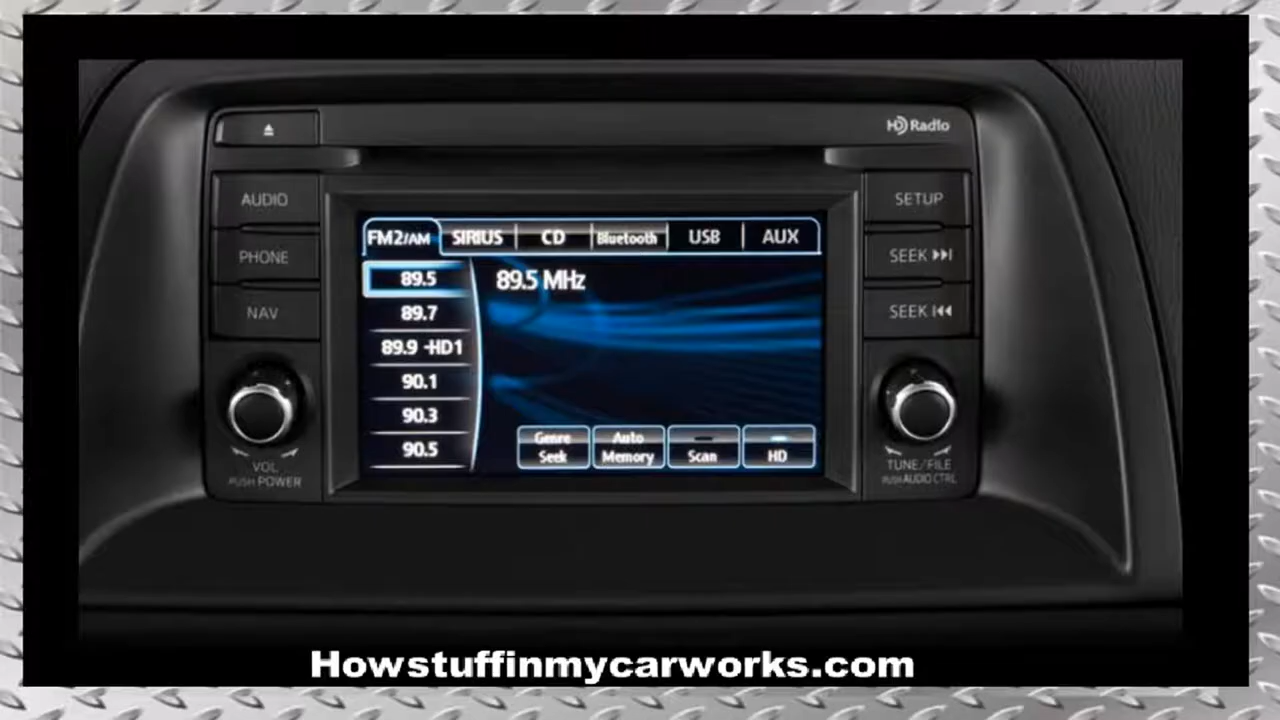 HD Radio
AUDIO
PHONE
NAV
VOL
PUSH POWER
FM2/AM SIRIUS CD Bluetooth USB AUX
89.5
89.7
89.9 -HD1
90.1
90.3
90.5
89.5 MHz
Genre Seek
Auto Memory
Scan
HD
SETUP
SEEK
SEEK
TUNE/FILE
PUSH AUDIO CTRL
Howstuffinmycarworks.com